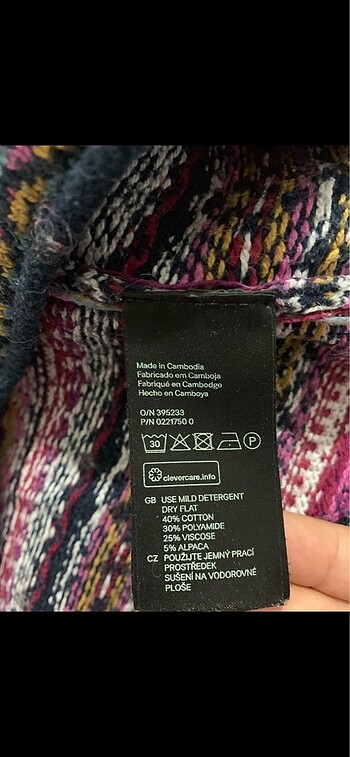 Made in Cambodia
Fabricado em Camboja
Fabriqué en Cambodge
Hecho en Camboya
O/N 395233
P/N 0221750 0
30 P
clevercare.info
GB USE MILD DETERGENT
DRY FLAT
40% COTTON
30% POLYAMIDE
25% VISCOSE
5% ALPACA
CZ POUŽIJTE JEMNÝ PRACÍ
PROSTŘEDEK
SUŠENÍ NA VODOROVNÉ
PLOŠE